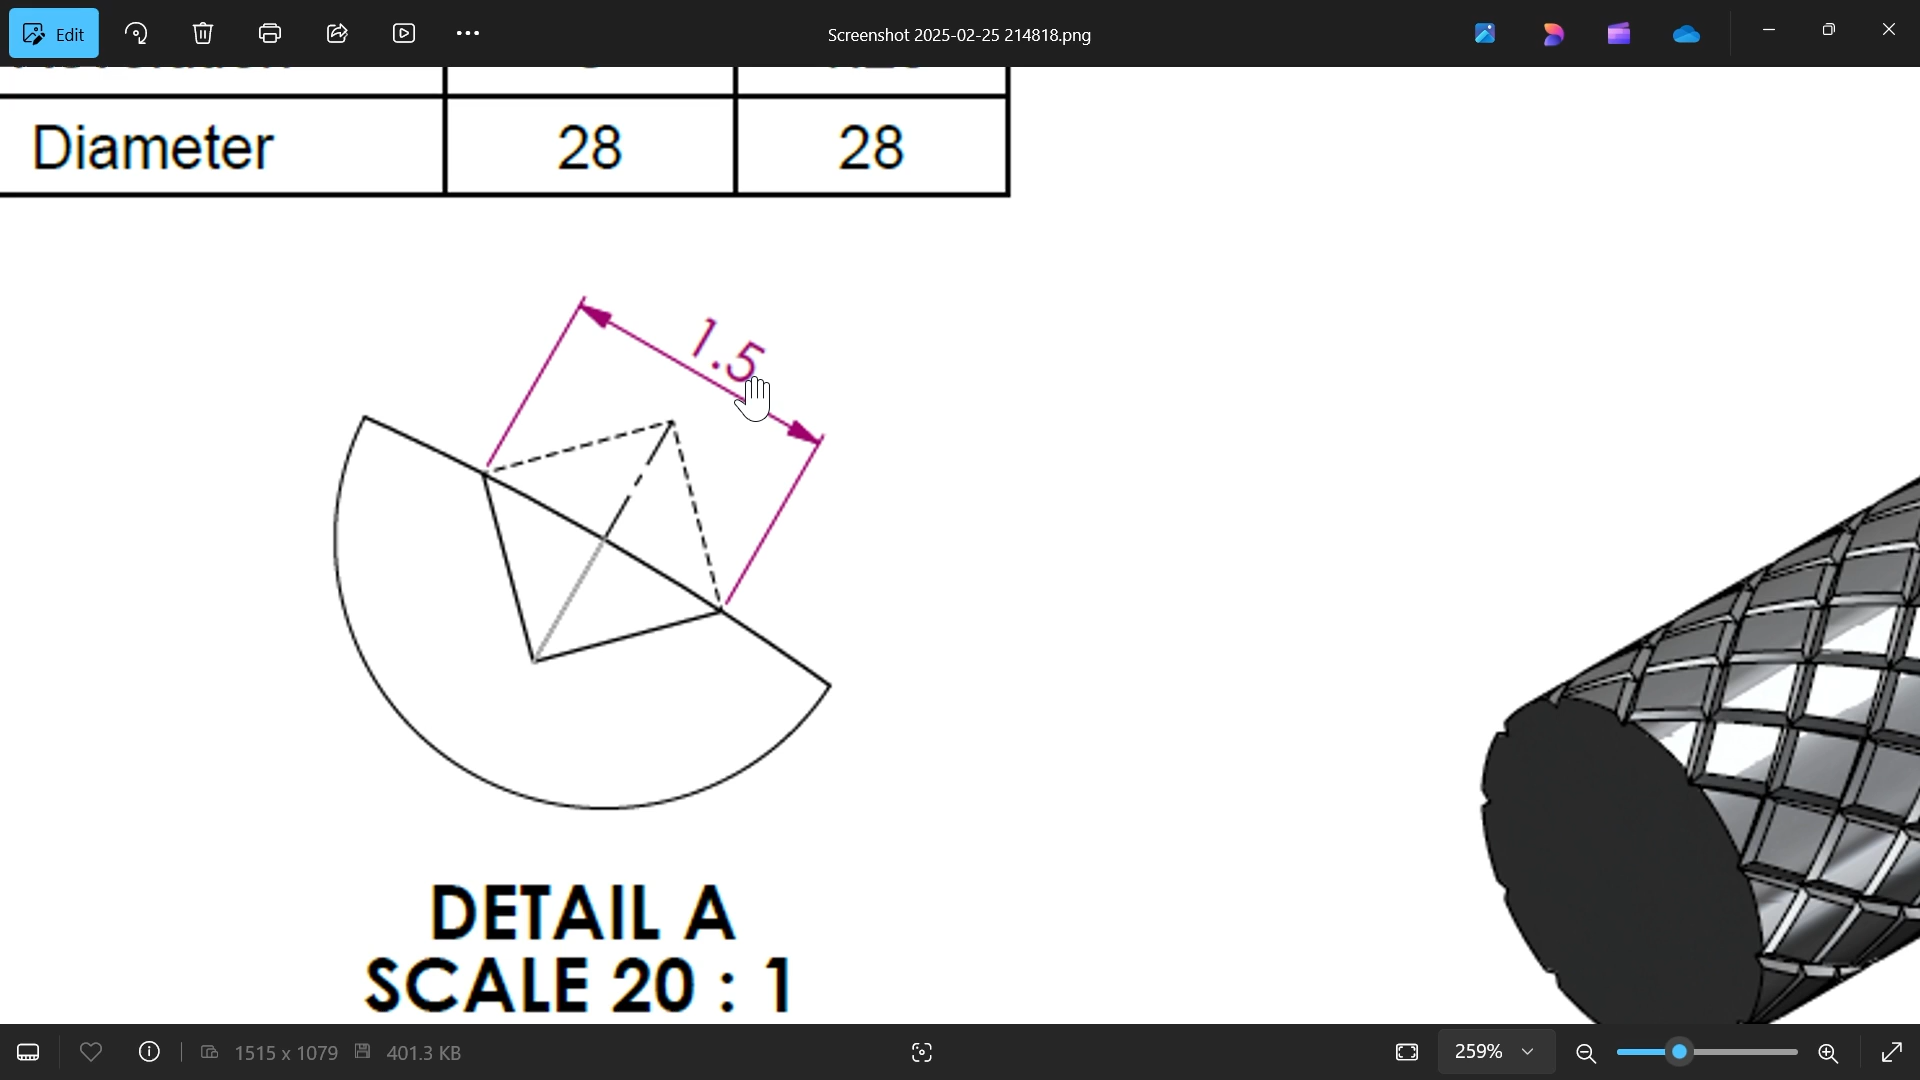 Edit
Screenshot 2025-02-25 214818.png
Diameter 28 28
1.5
DETAIL A
SCALE 20 : 1
1515 x 1079 401.3 KB
259%